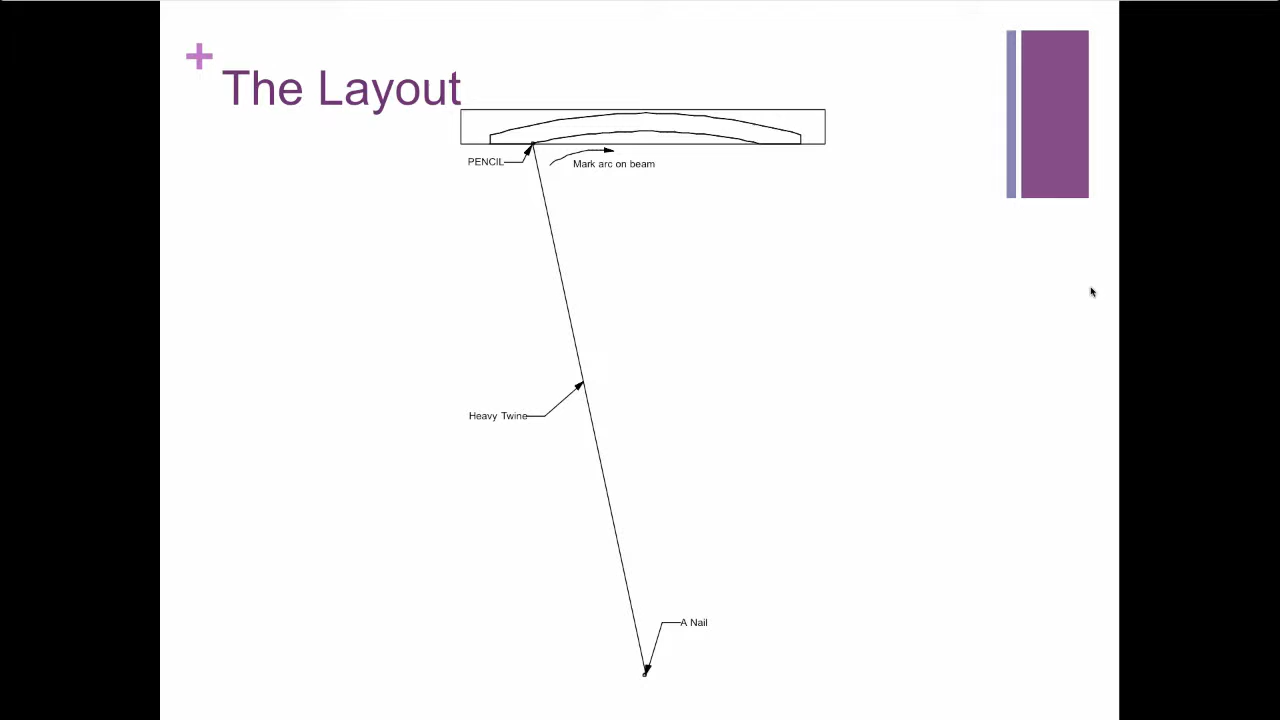 The Layout
PENCIL
Mark arc on beam
Heavy Twine
A Nail